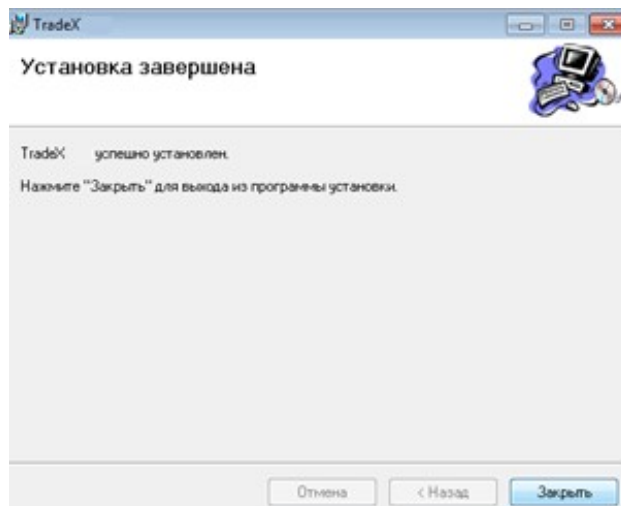 TradeX
Установка завершена
TradeX успешно установлен.
Нажмите "Закрыть" для выхода из программы установки.
Отмена
< Назад
Закрыть